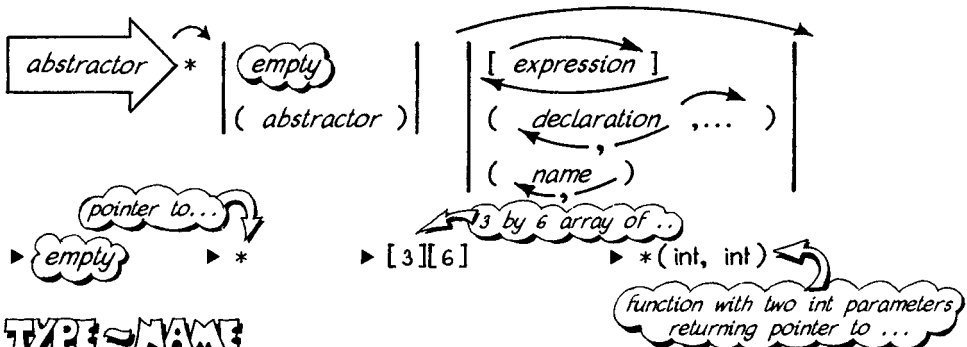 abstractor * empty [ expression ]
( abstractor ) ( declaration ,... )
,
( name )
,
pointer to... 3 by 6 array of ..
▶ empty ▶ * ▶ [3][6] ▶ *(int, int)
function with two int parameters
returning pointer to ...
TYPE~NAME